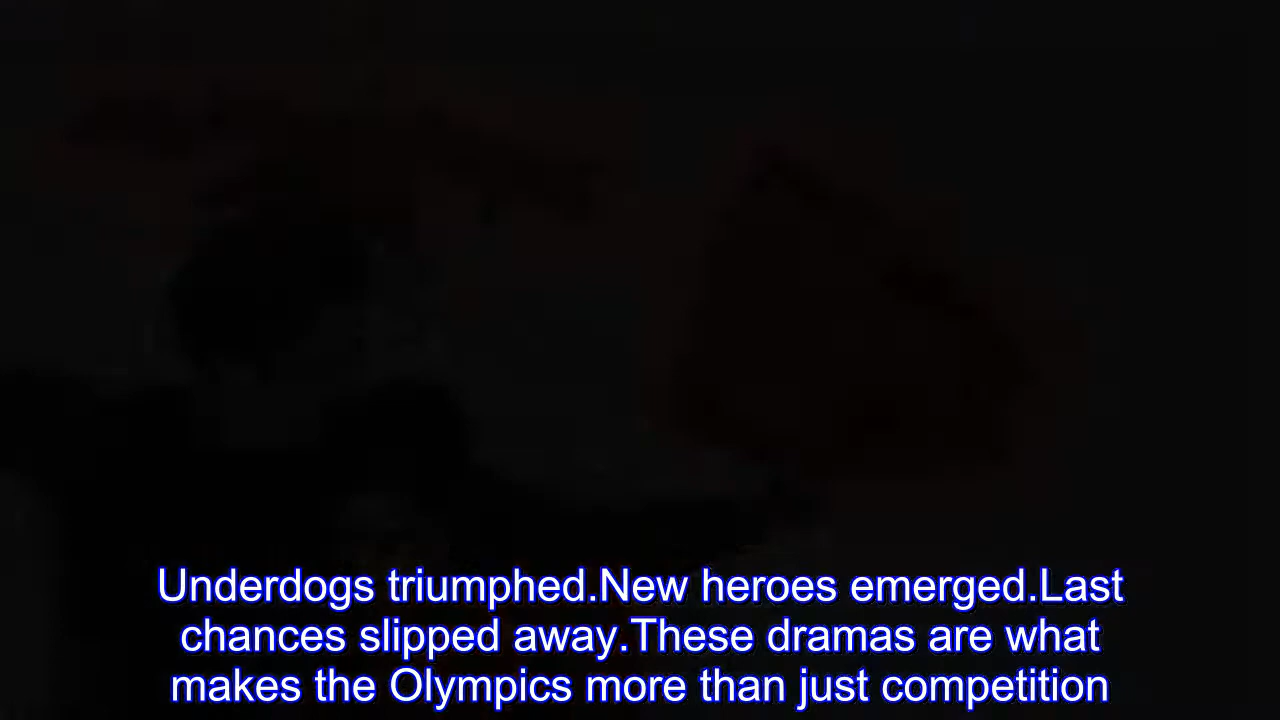 Underdogs triumphed.New heroes emerged.Last
chances slipped away.These dramas are what
makes the Olympics more than just competition